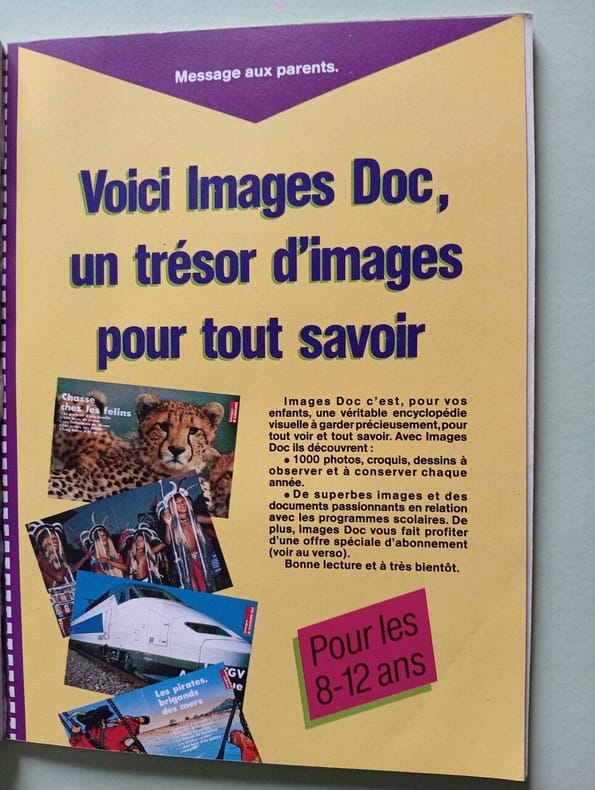 Message aux parents.
Voici Images Doc,
un trésor d'images
pour tout savoir
Images Doc c'est, pour vos
enfants, une véritable encyclopédie
visuelle à garder précieusement, pour
tout voir et tout savoir. Avec Images
Doc ils découvrent :
● 1000 photos, croquis, dessins à
observer et à conserver chaque
année.
● De superbes images et des
documents passionnants en relation
avec les programmes scolaires. De
plus, Images Doc vous fait profiter
d'une offre spéciale d'abonnement
(voir au verso).
Bonne lecture et à très bientôt.
Chasse
chez les felins
GV
ue
Les pirates,
brigands
des mers
Pour les
8-12 ans